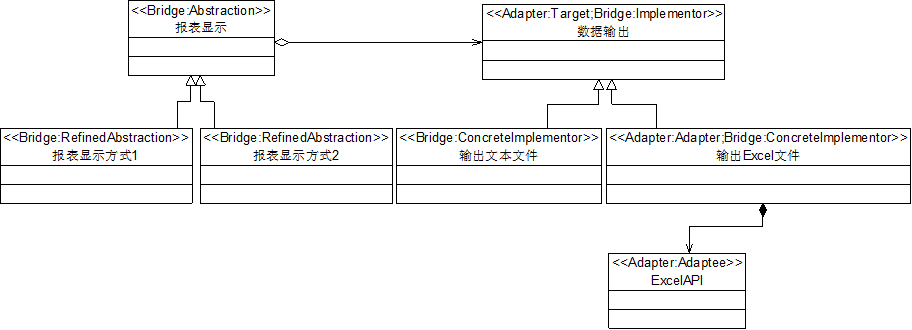 <<Bridge:Abstraction>>
报表显示
<<Adapter:Target;Bridge:Implementor>>
数据输出
<<Bridge:RefinedAbstraction>>
报表显示方式1
<<Bridge:RefinedAbstraction>>
报表显示方式2
<<Bridge:ConcreteImplementor>>
输出文本文件
<<Adapter:Adapter;Bridge:ConcreteImplementor>>
输出Excel文件
<<Adapter:Adaptee>>
ExcelAPI